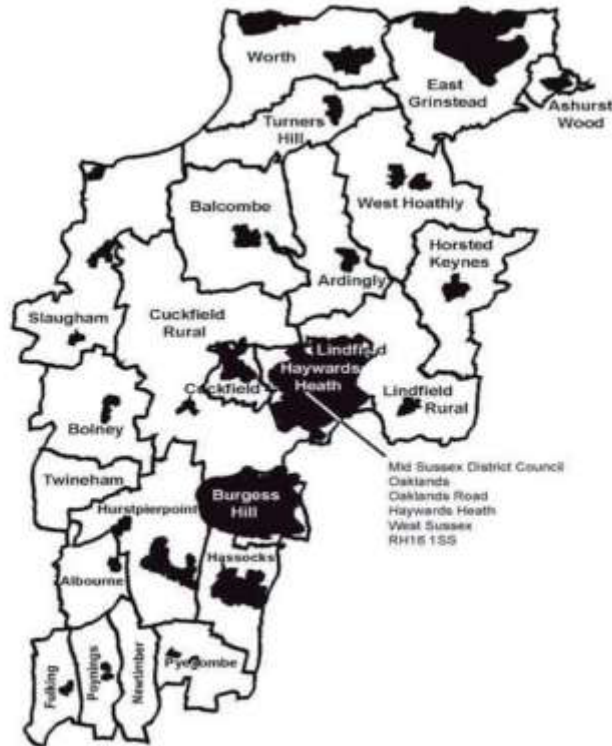 Worth
East
Grinstead
Ashurst
Wood
Turners
Hill
Balcombe
West Hoathly
Horsted
Keynes
Ardingly
Slaugham
Cuckfield
Rural
Lindfield
Haywards
Heath
Cuckfield
Lindfield
Rural
Bolney
Mid Sussex District Council
Oaklands
Oaklands Road
Haywards Heath
West Sussex
RH16 1SS
Twineham
Burgess
Hill
Hurstpierpoint
Hassocks
Albourne
Pyecombe
Fulking
Poynings
Newtimber